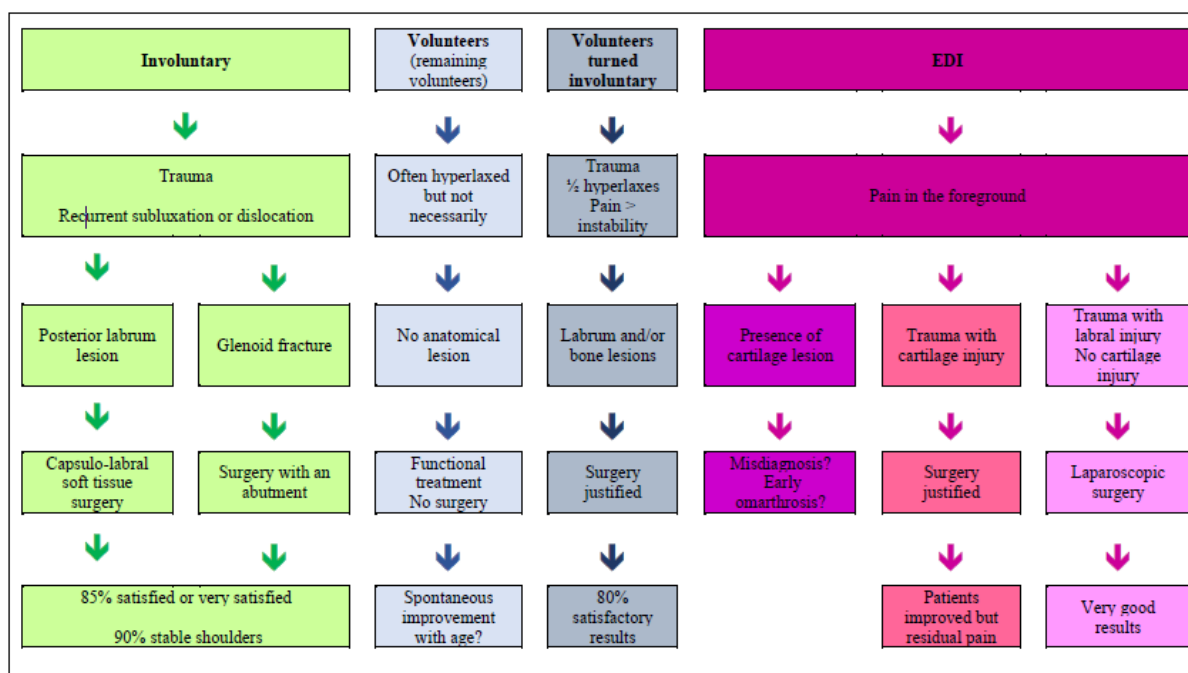 Involuntary
Volunteers
(remaining
volunteers)
Volunteers
turned
involuntary
EDI
Trauma
Recurrent subluxation or dislocation
Often hyperlaxed
but not
necessarily
Trauma
½ hyperlaxes
Pain >
instability
Pain in the foreground
Posterior labrum
lesion
Glenoid fracture
No anatomical
lesion
Labrum and/or
bone lesions
Presence of
cartilage lesion
Trauma with
cartilage injury
Trauma with
labral injury
No cartilage
injury
Capsulo-labral
soft tissue
surgery
Surgery with an
abutment
Functional
treatment
No surgery
Surgery
justified
Misdiagnosis?
Early
omarthrosis?
Surgery
justified
Laparoscopic
surgery
85% satisfied or very satisfied
90% stable shoulders
Spontaneous
improvement
with age?
80%
satisfactory
results
Patients
improved but
residual pain
Very good
results